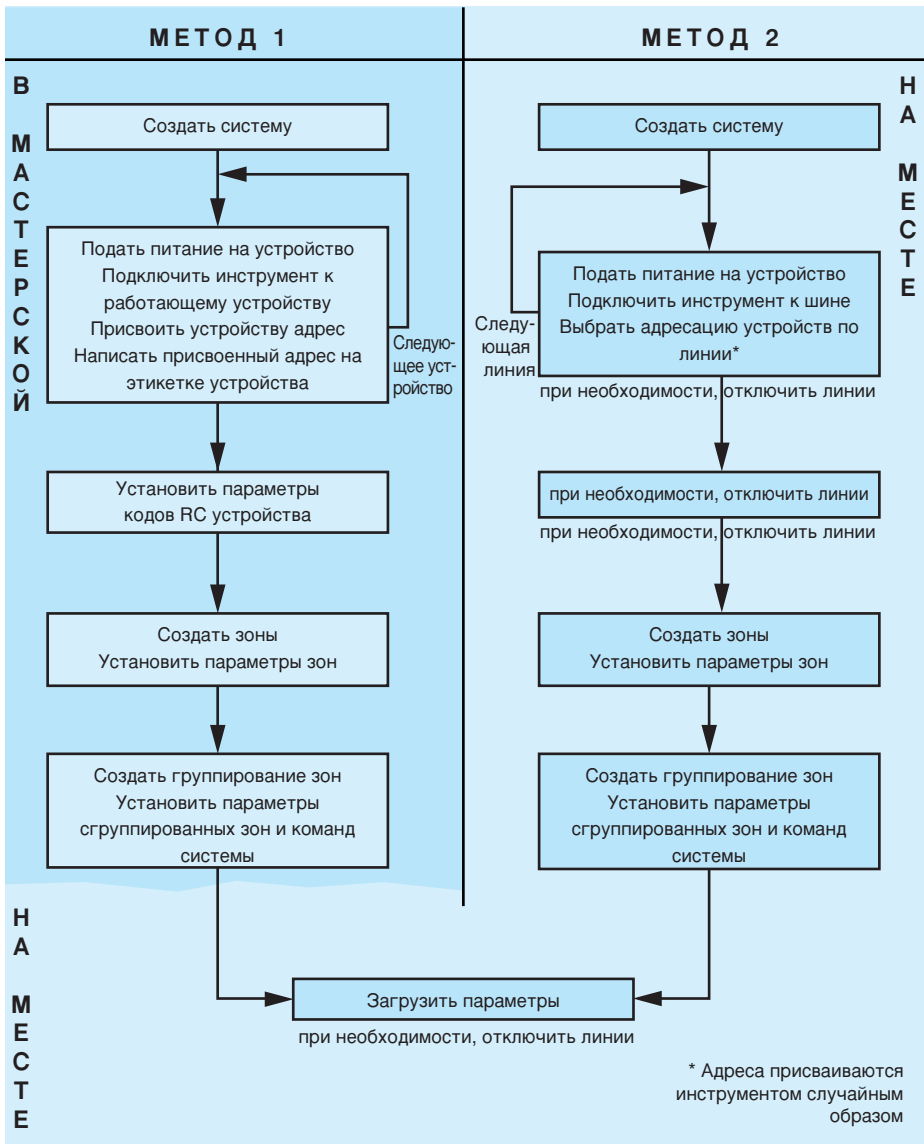 МЕТОД 1
В МАСТЕРСКОЙ
Создать систему
Подать питание на устройство
Подключить инструмент к
работающему устройству
Присвоить устройству адрес
Написать присвоенный адрес на
этикетке устройства
Следую-
щее уст-
ройство
Установить параметры
кодов RC устройства
Создать зоны
Установить параметры зон
Создать группирование зон
Установить параметры
сгруппированных зон и команд
системы
НА МЕСТЕ
МЕТОД 2
НА МЕСТЕ
Создать систему
Подать питание на устройство
Подключить инструмент к шине
Выбрать адресацию устройств по
линии*
Следу-
ющая
линия
при необходимости, отключить линии
при необходимости, отключить линии
при необходимости, отключить линии
Создать зоны
Установить параметры зон
Создать группирование зон
Установить параметры
сгруппированных зон и команд
системы
Загрузить параметры
при необходимости, отключить линии
* Адреса присваиваются
инструментом случайным
образом